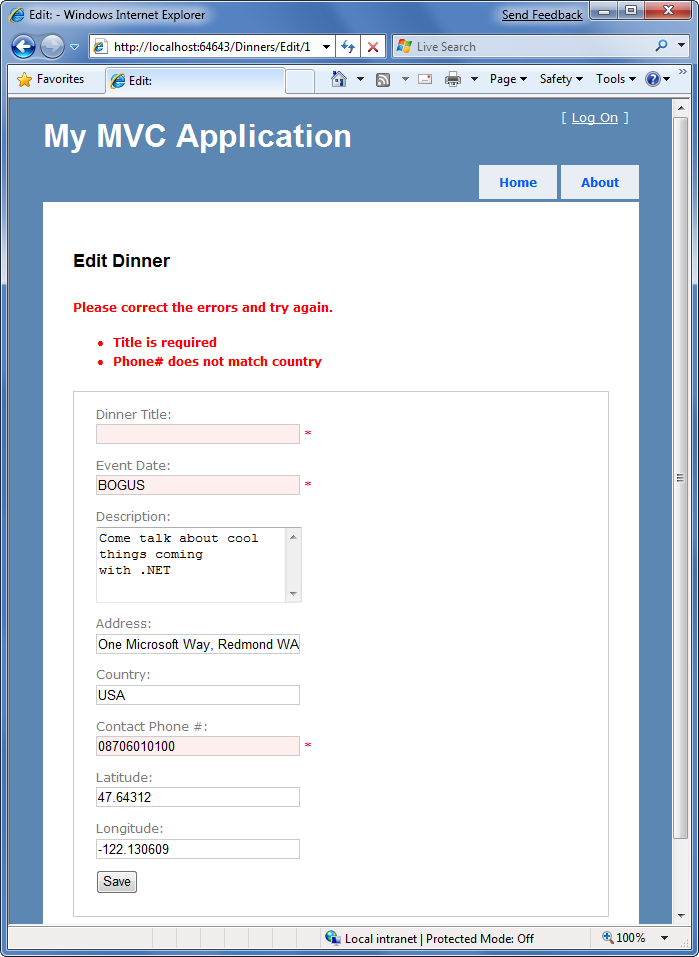 Edit: - Windows Internet Explorer
Send Feedback
http://localhost:64643/Dinners/Edit/1
Live Search
Favorites
Edit:
Page
Safety
Tools
»
[ Log On ]
My MVC Application
Home
About
Edit Dinner
Please correct the errors and try again.
• Title is required
• Phone# does not match country
Dinner Title:
*
Event Date:
BOGUS *
Description:
Come talk about cool
things coming
with .NET
Address:
One Microsoft Way, Redmond WA
Country:
USA
Contact Phone #:
08706010100 *
Latitude:
47.64312
Longitude:
-122.130609
Save
Local intranet | Protected Mode: Off
100%